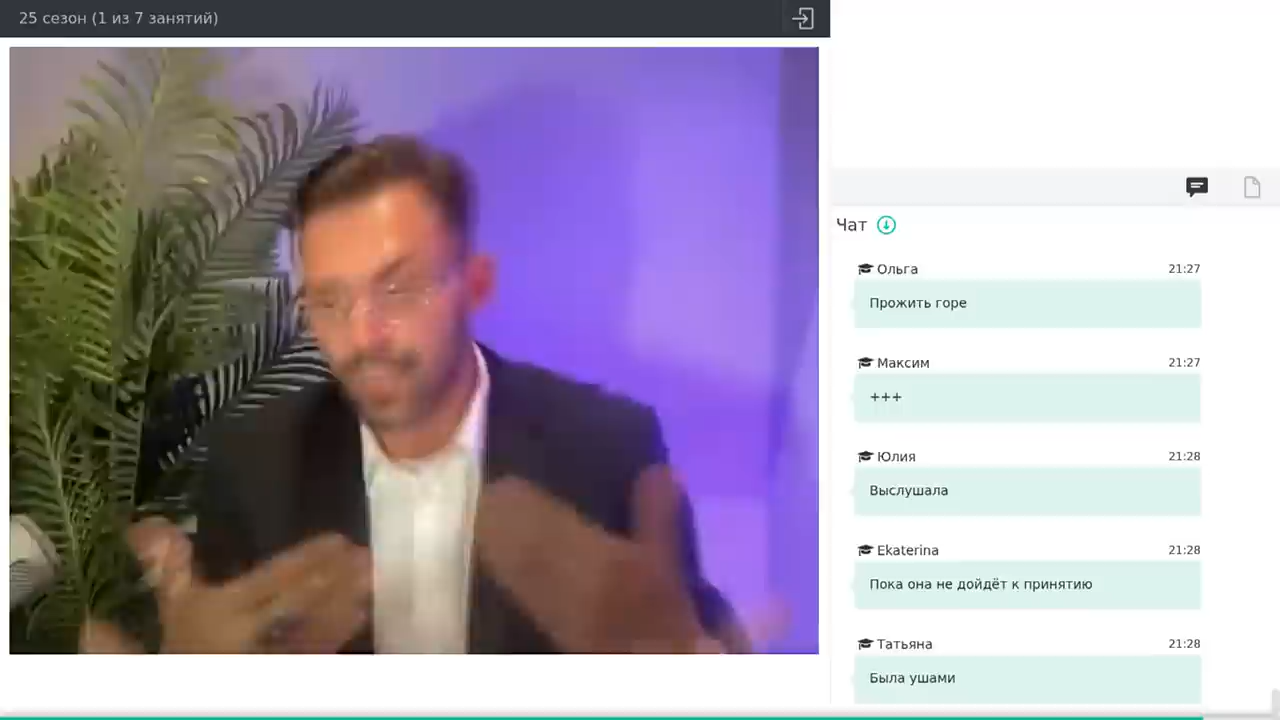 25 сезон (1 из 7 занятий)
Чат
Ольга 21:27
Прожить горе
Максим 21:27
+++
Юлия 21:28
Выслушала
Ekaterina 21:28
Пока она не дойдёт к принятию
Татьяна 21:28
Была ушами